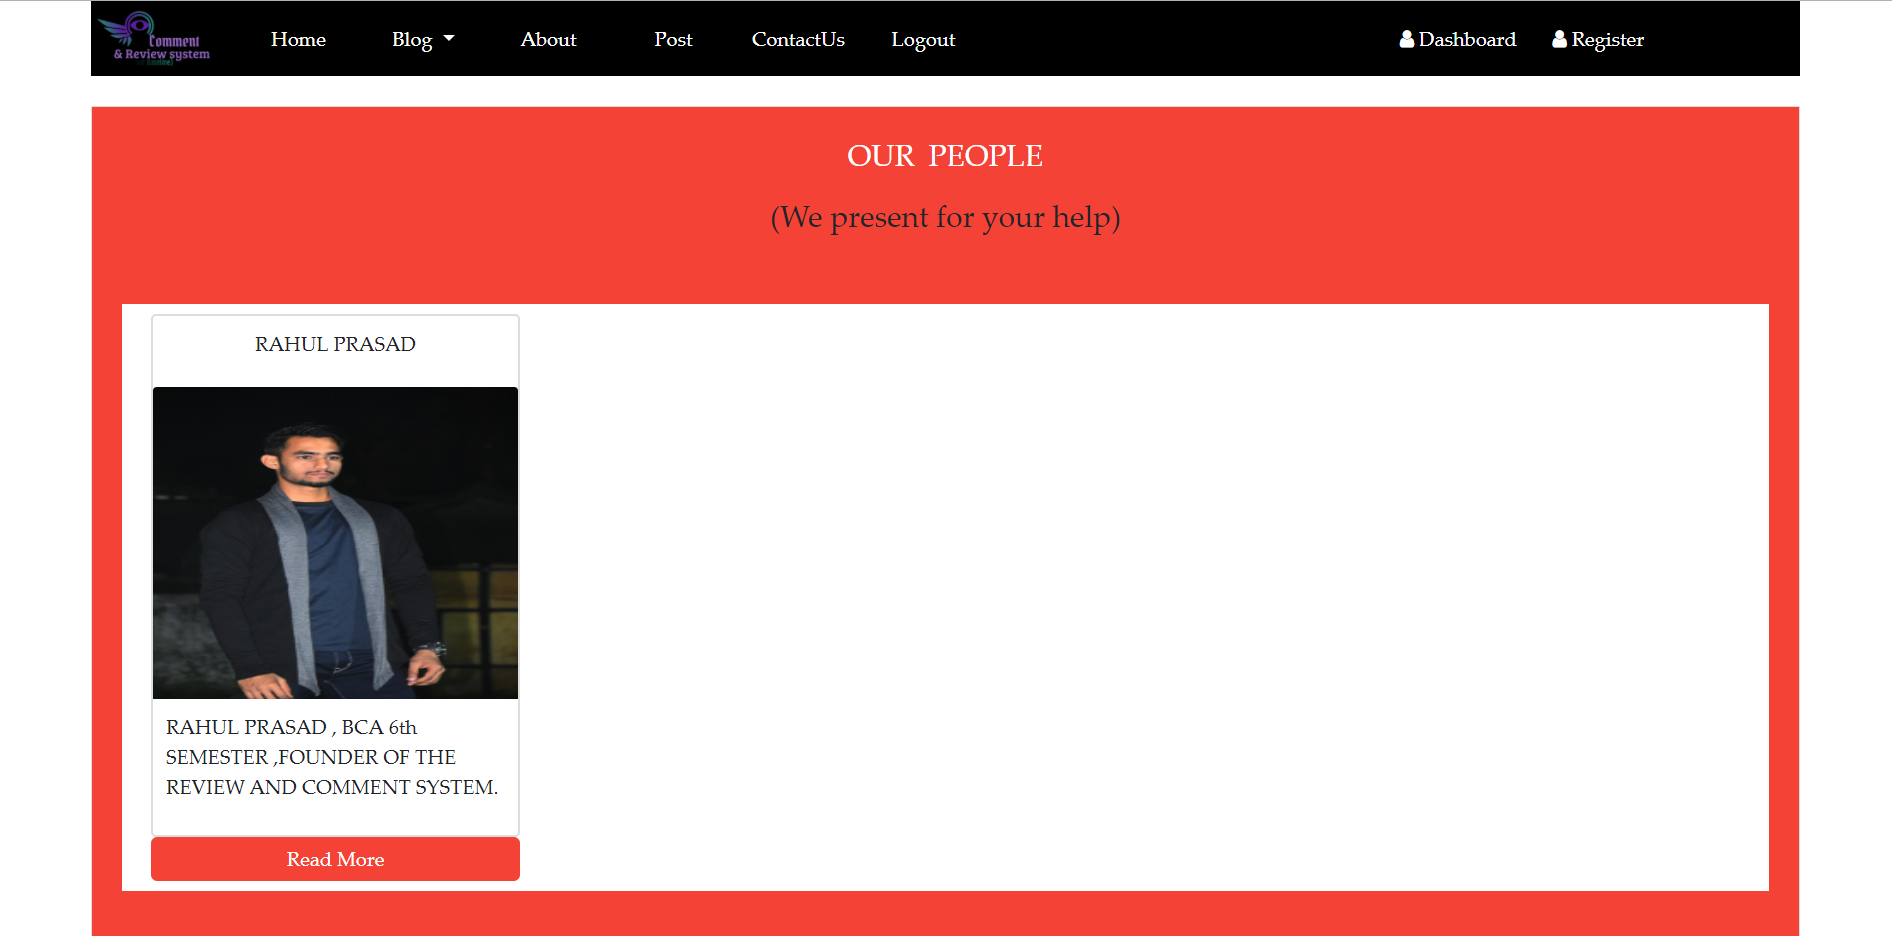 Comment
& Review system
Home
Blog
About
Post
ContactUs
Logout
Dashboard
Register
OUR PEOPLE
(We present for your help)
RAHUL PRASAD
RAHUL PRASAD , BCA 6th
SEMESTER ,FOUNDER OF THE
REVIEW AND COMMENT SYSTEM.
Read More